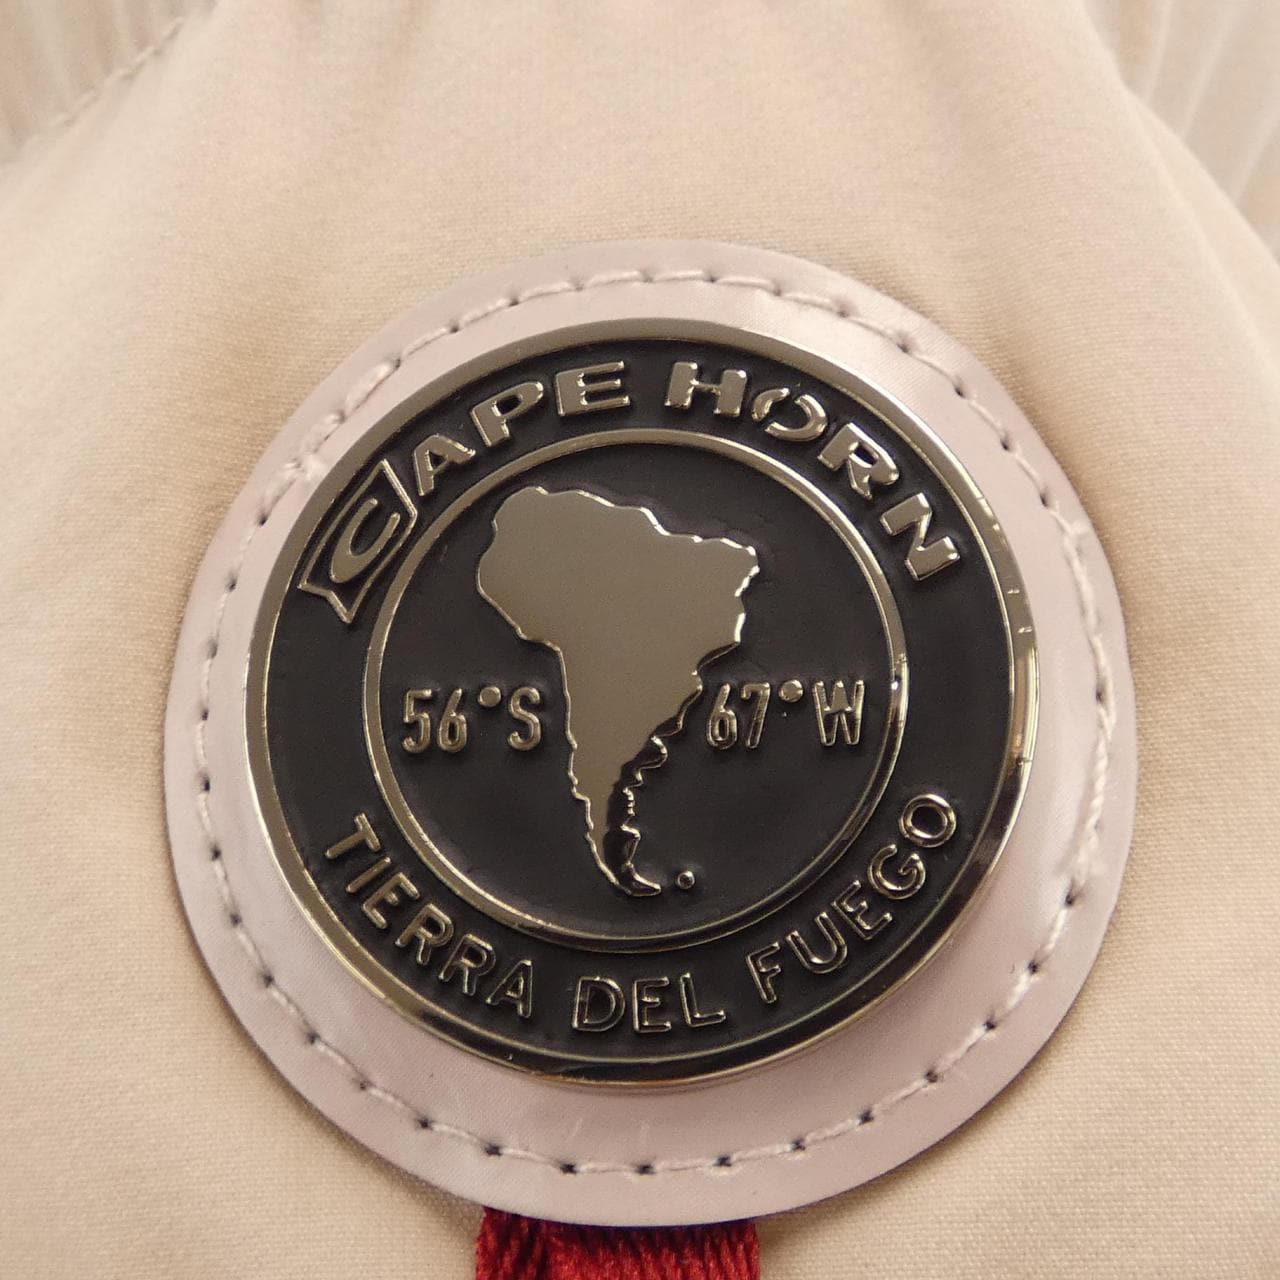 CAPE HORN
56°S 67°W
TIERRA DEL FUEGO